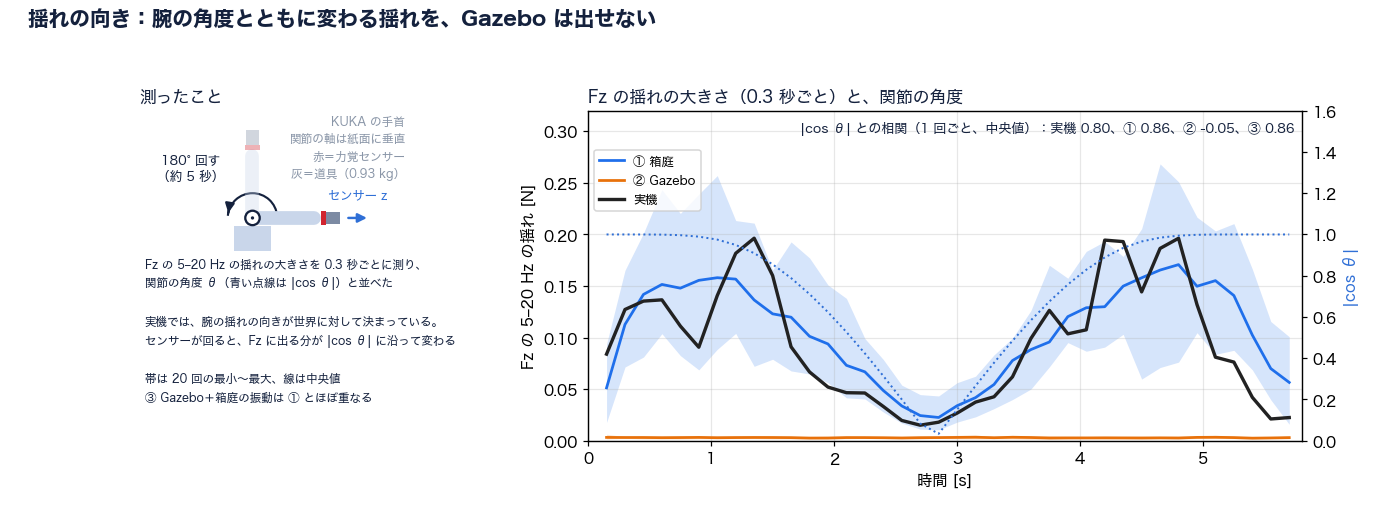 揺れの向き：腕の角度とともに変わる揺れを、Gazebo は出せない
測ったこと
KUKA の手首
関節の軸は紙面に垂直
赤＝力覚センサー
灰＝道具（0.93 kg）
180° 回す
（約 5 秒）
センサー z
Fz の 5–20 Hz の揺れの大きさを 0.3 秒ごとに測り、
関節の角度 θ（青い点線は |cos θ|）と並べた
実機では、腕の揺れの向きが世界に対して決まっている。
センサーが回ると、Fz に出る分が |cos θ| に沿って変わる
帯は 20 回の最小〜最大、線は中央値
③ Gazebo＋箱庭の振動は ① とほぼ重なる
Fz の揺れの大きさ（0.3 秒ごと）と、関節の角度
|cos θ| との相関（1 回ごと、中央値）：実機 0.80、① 0.86、② -0.05、③ 0.86
① 箱庭
② Gazebo
実機
Fz の 5–20 Hz の揺れ [N]
0.30
0.25
0.20
0.15
0.10
0.05
0.00
0 1 2 3 4 5
時間 [s]
1.6
1.4
1.2
1.0
0.8
0.6
0.4
0.2
0.0
|cos θ|